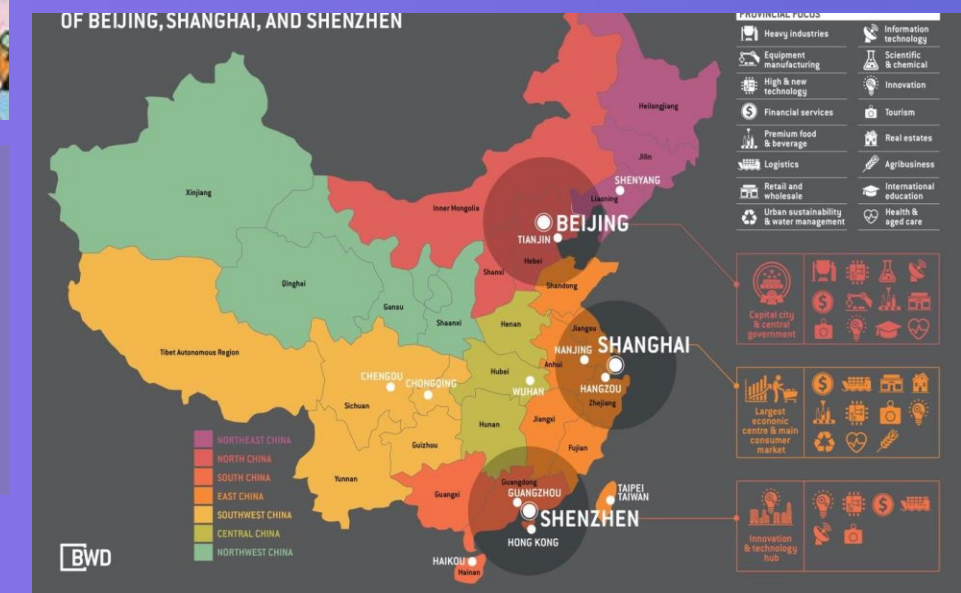 OF BEIJING, SHANGHAI, AND SHENZHEN
PROVINCIAL FOCUS
Heavy industries
Information
technology
Equipment
manufacturing
Scientific
& chemical
High & new
technology
Innovation
Financial services
Tourism
Premium food
& beverage
Real estates
Logistics
Agribusiness
Retail and
wholesale
International
education
Urban sustainability
& water management
Health &
aged care
Heilongjiang
Jilin
SHENYANG
Liaoning
Xinjiang
Inner Mongolia
BEIJING
TIANJIN
Hebei
Shanxi
Shandong
Qinghai
Gansu
Shaanxi
Henan
Jiangsu
NANJING
SHANGHAI
Anhui
HANGZOU
Zhejiang
Tibet Autonomous Region
CHENGDU
CHONGQING
Hubei
WUHAN
Sichuan
Hunan
Jiangxi
Guizhou
Fujian
Yunnan
Guangxi
Guangdong
GUANGZHOU
SHENZHEN
HONG KONG
TAIPEI
TAIWAN
HAIKOU
Hainan
Capital city
& central
government
Largest
economic
centre & main
consumer
market
Innovation
& technology
hub
NORTHEAST CHINA
NORTH CHINA
SOUTH CHINA
EAST CHINA
SOUTHWEST CHINA
CENTRAL CHINA
NORTHWEST CHINA
BWD